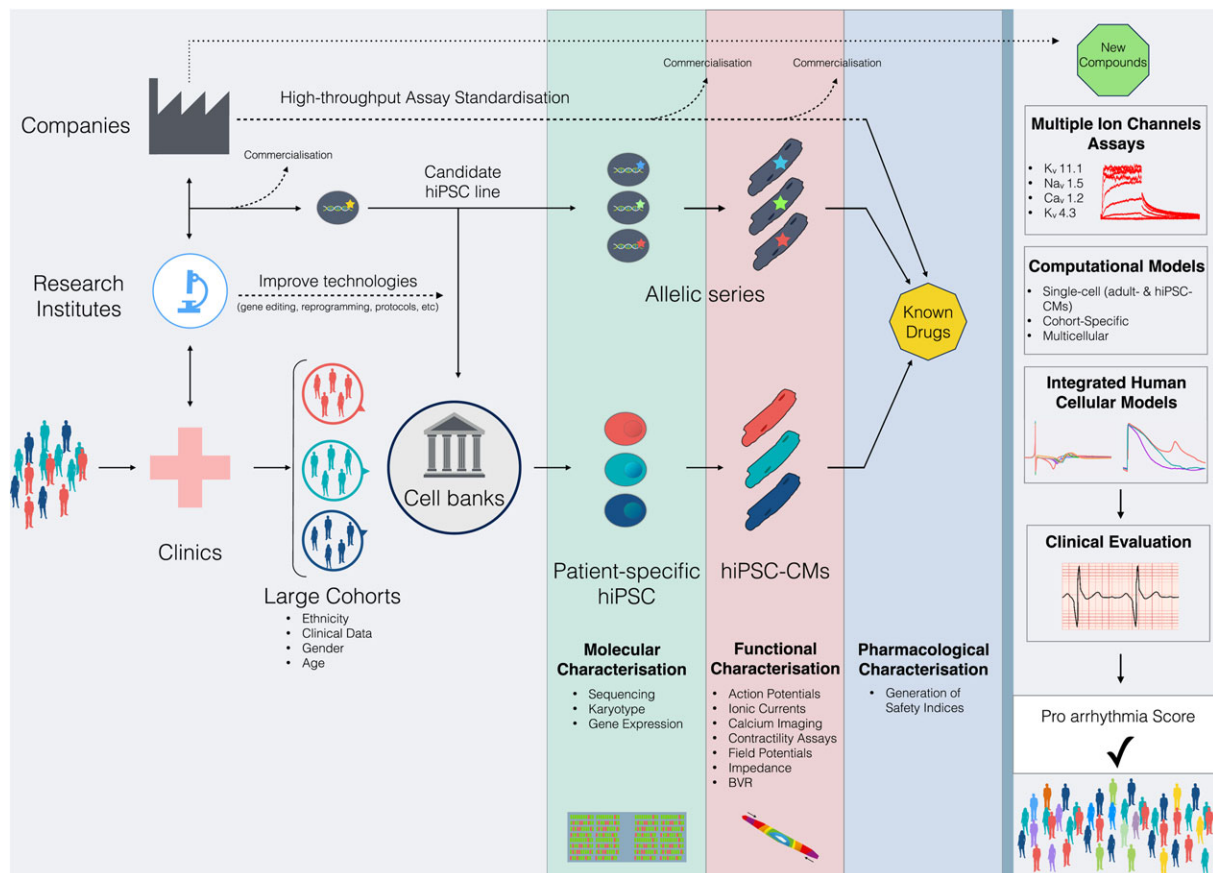 New
Compounds
Commercialisation
Commercialisation
High-throughput Assay Standardisation
Companies
Commercialisation
Candidate
hiPSC line
Research
Institutes
Improve technologies
(gene editing, reprogramming, protocols, etc)
Allelic series
Known
Drugs
Cell banks
Clinics
Large Cohorts
• Ethnicity
• Clinical Data
• Gender
• Age
Patient-specific
hiPSC
hiPSC-CMs
Molecular
Characterisation
• Sequencing
• Karyotype
• Gene Expression
Functional
Characterisation
• Action Potentials
• Ionic Currents
• Calcium Imaging
• Contractility Assays
• Field Potentials
• Impedance
• BVR
Pharmacological
Characterisation
• Generation of
Safety Indices
Multiple Ion Channels
Assays
• Kᵥ 11.1
• Naᵥ 1.5
• Caᵥ 1.2
• Kᵥ 4.3
Computational Models
• Single-cell (adult- & hiPSC-
CMs)
• Cohort-Specific
• Multicellular
Integrated Human
Cellular Models
Clinical Evaluation
Pro arrhythmia Score